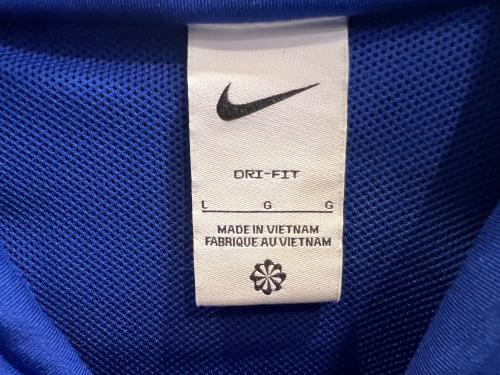 DRI-FIT
L G G
MADE IN VIETNAM
FABRIQUE AU VIETNAM